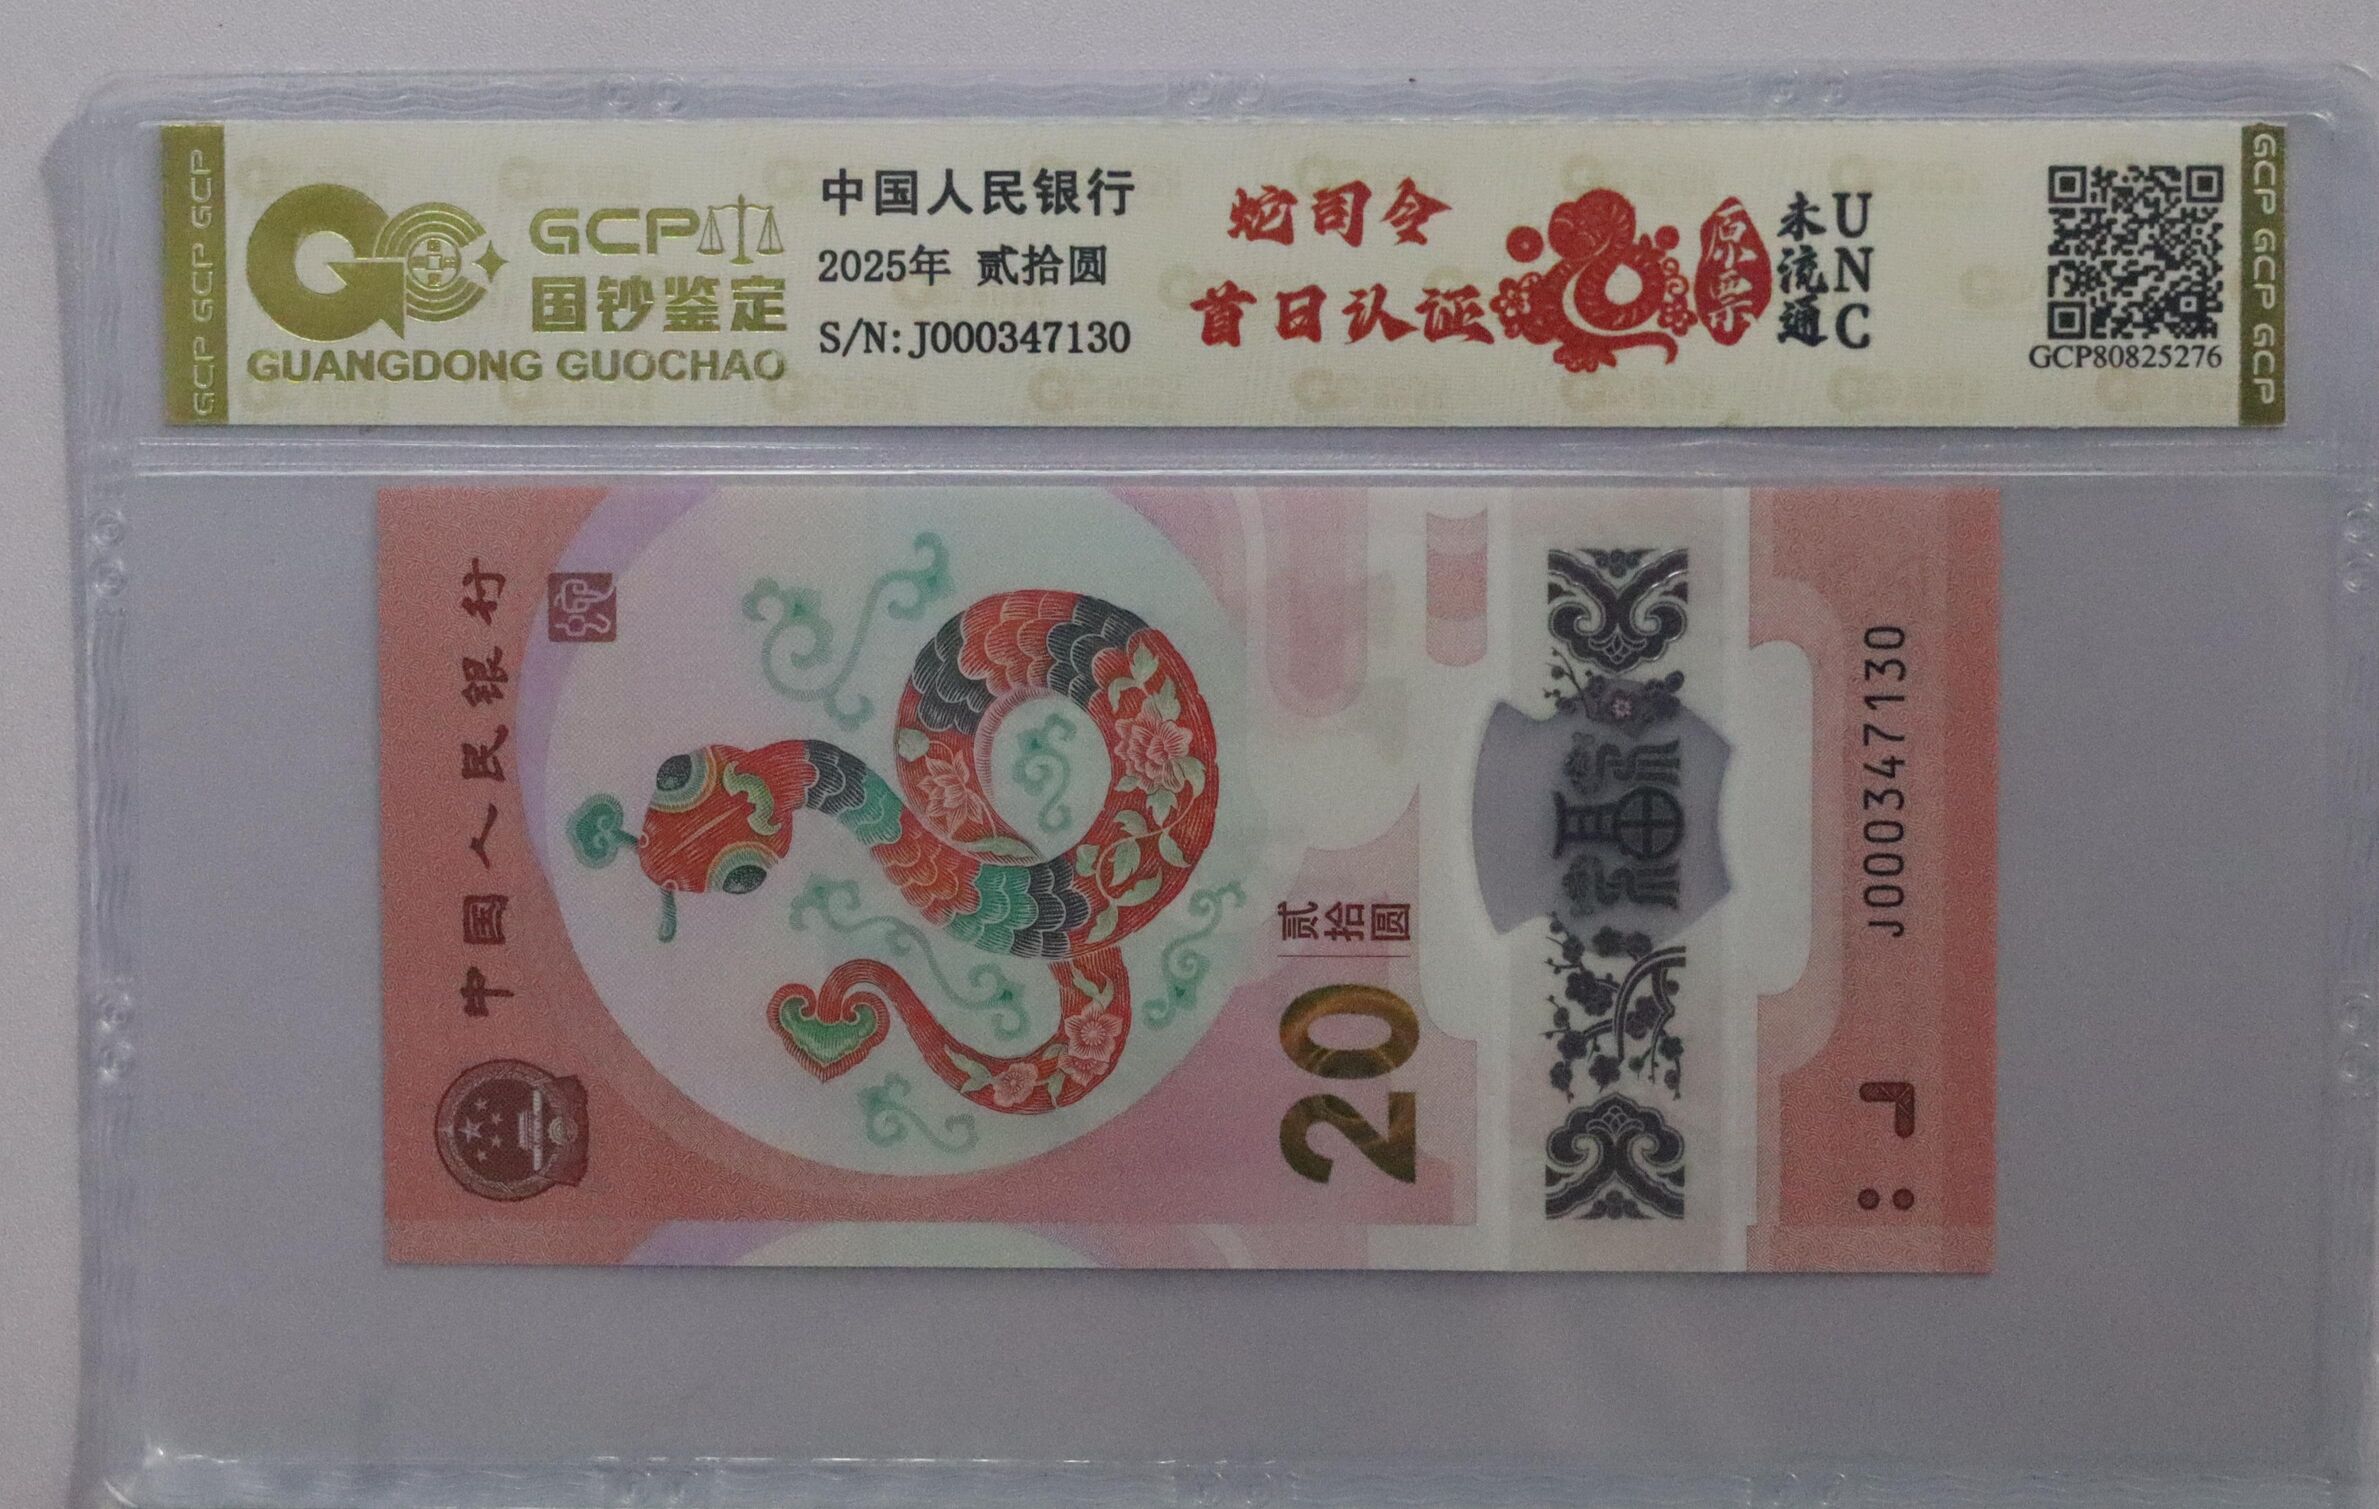 GCP GCP GCP
GCP
国钞鉴定
GUANGDONG GUOCHAO
中国人民银行
2025年 贰拾圆
S/N:J000347130
蛇司令
首日认证
原票
未流通
UNC
GCP80825276
GCP GCP GCP
中国人民银行
贰拾圆
20
J000347130